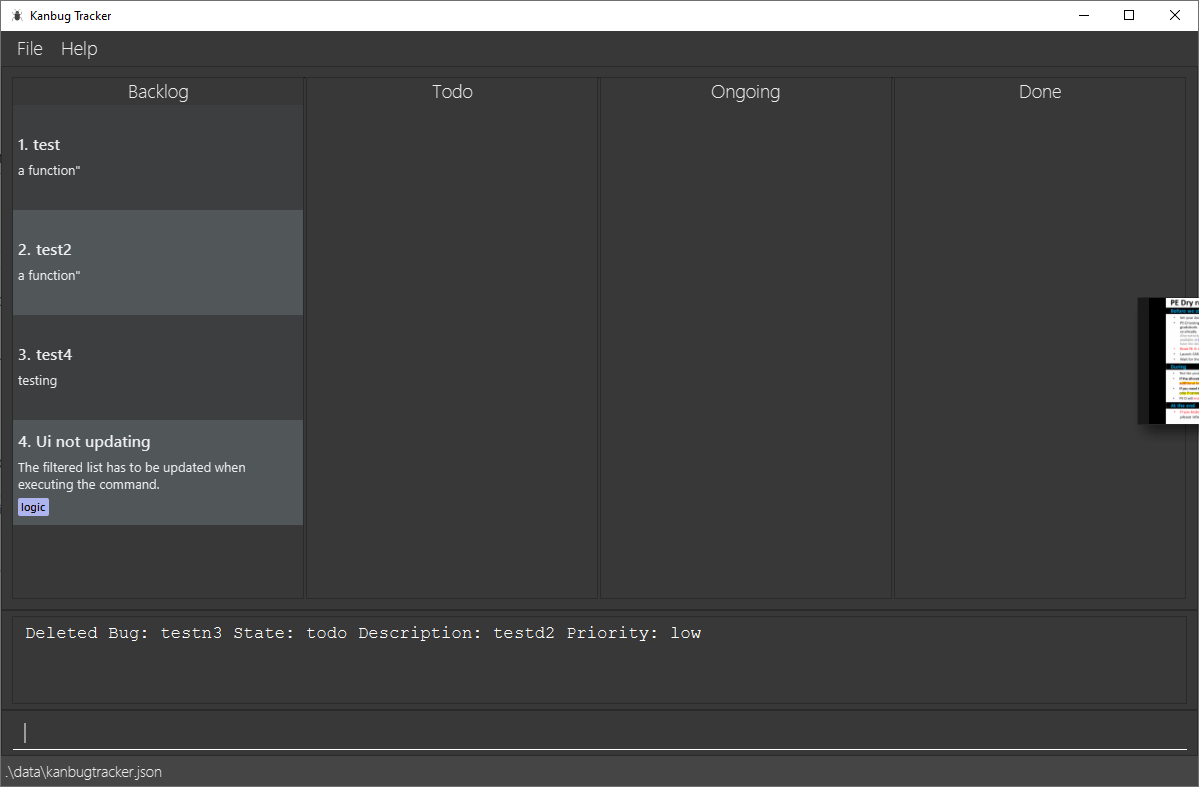 Kanbug Tracker
File Help
Backlog
Todo
Ongoing
Done
1. test
a function"
2. test2
a function"
3. test4
testing
4. Ui not updating
The filtered list has to be updated when
executing the command.
logic
PE Dry
Deleted Bug: testn3 State: todo Description: testd2 Priority: low
.\data\kanbugtracker.json